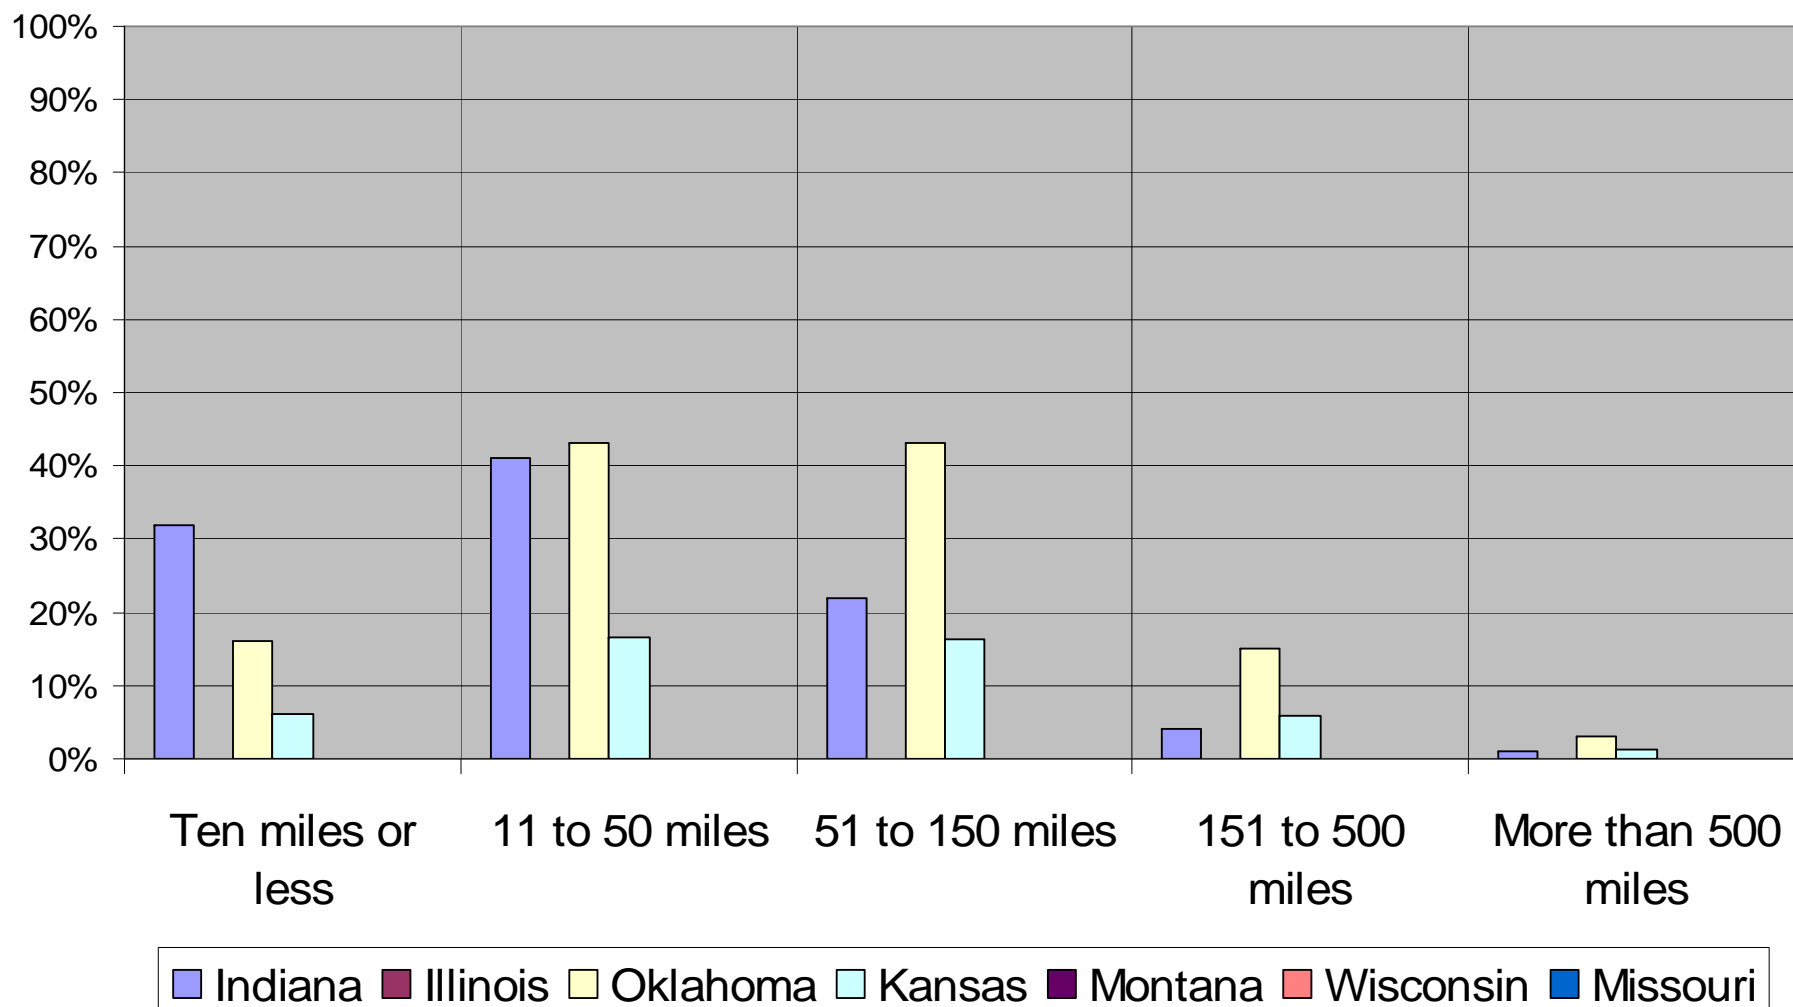 100%
90%
80%
70%
60%
50%
40%
30%
20%
10%
0%
Ten miles or less
11 to 50 miles
51 to 150 miles
151 to 500 miles
More than 500 miles
Indiana Illinois Oklahoma Kansas Montana Wisconsin Missouri